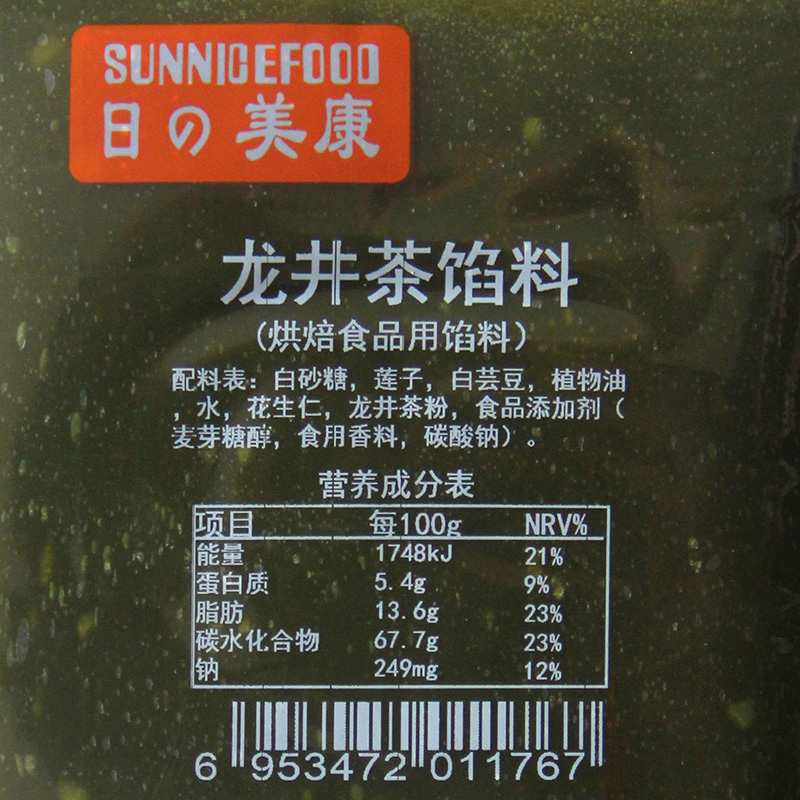 SUNNICEFOOD
日の美康
龙井茶馅料
(烘焙食品用馅料)
配料表：白砂糖，莲子，白芸豆，植物油
，水，花生仁，龙井茶粉，食品添加剂（
麦芽糖醇，食用香料，碳酸钠）。
营养成分表
项目 每100g NRV%
能量 1748kJ 21%
蛋白质 5.4g 9%
脂肪 13.6g 23%
碳水化合物 67.7g 23%
钠 249mg 12%
6 953472 011767